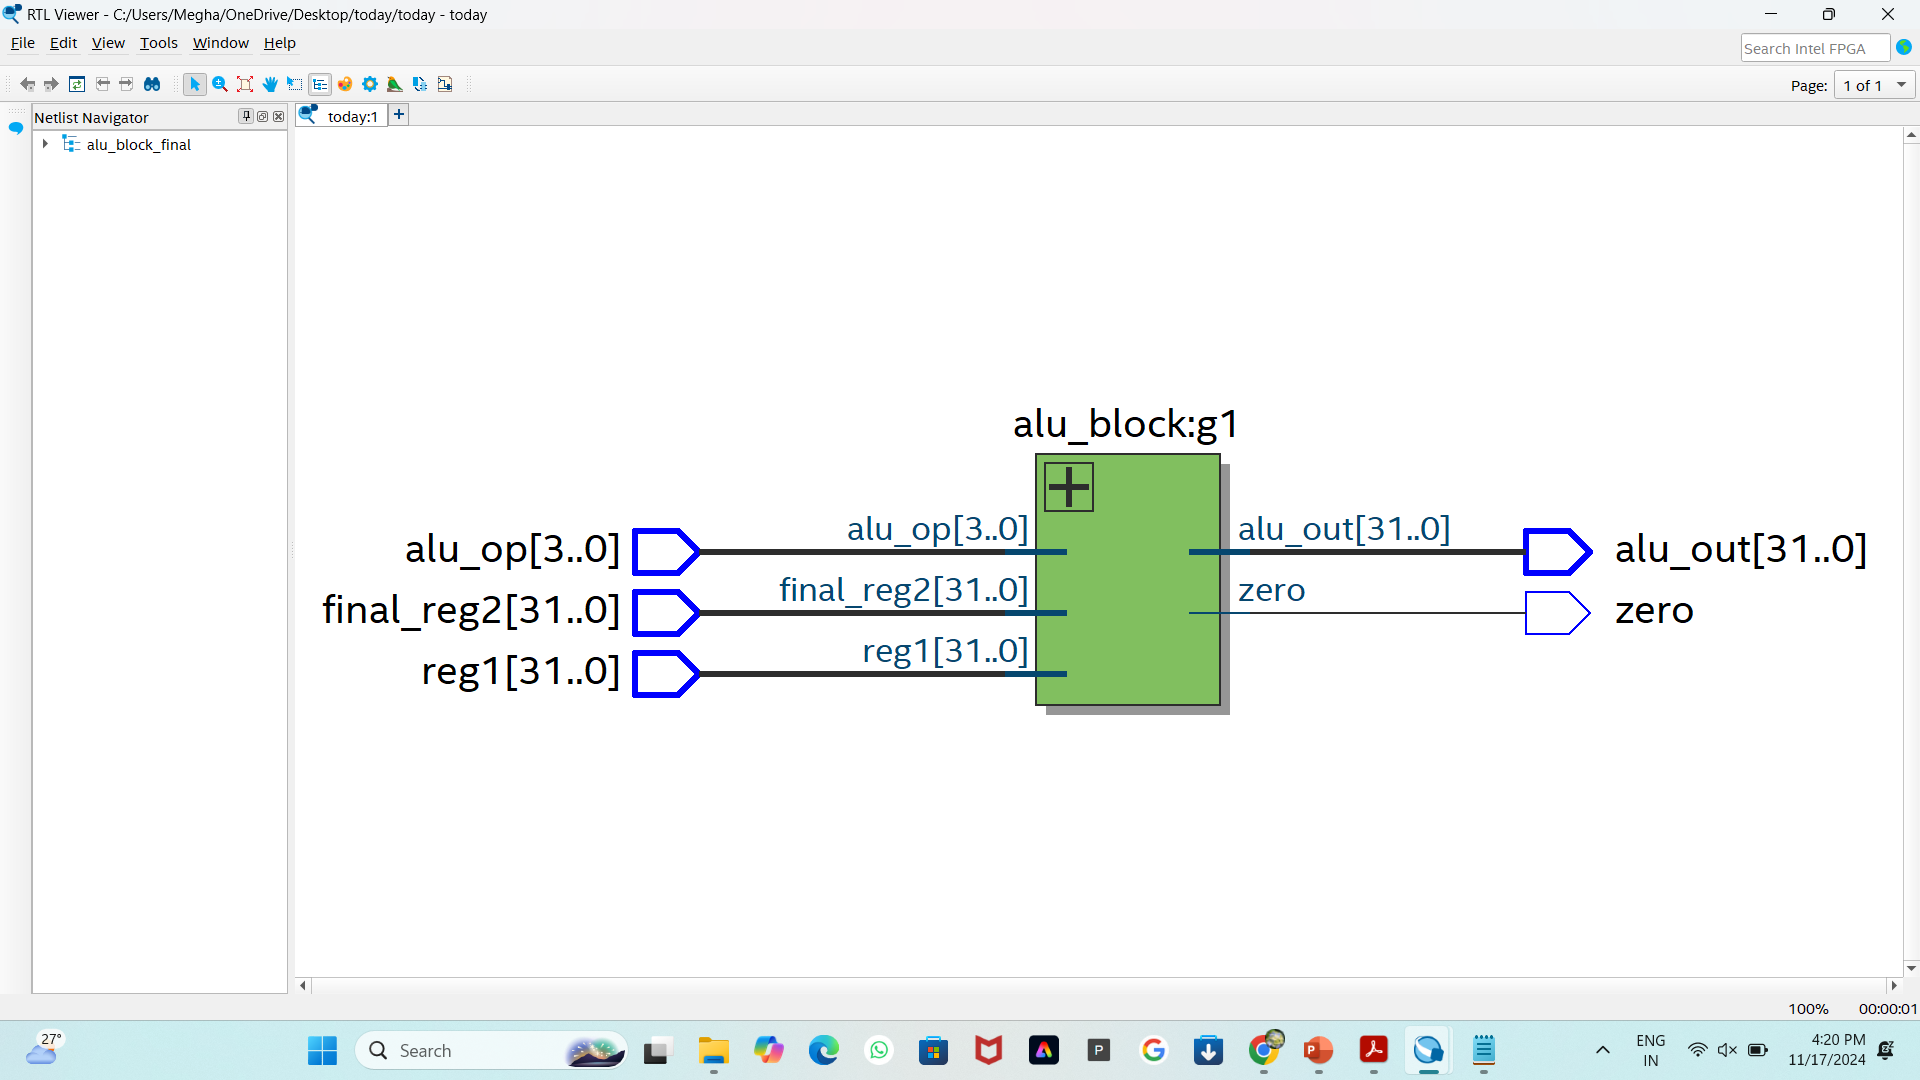 RTL Viewer - C:/Users/Megha/OneDrive/Desktop/today/today - today
File Edit View Tools Window Help
Search Intel FPGA
Page: 1 of 1
Netlist Navigator
today:1
+
alu_block_final
alu_block:g1
alu_op[3..0]
alu_op[3..0]
alu_out[31..0]
alu_out[31..0]
final_reg2[31..0]
final_reg2[31..0]
zero
zero
reg1[31..0]
reg1[31..0]
100% 00:00:01
27°
Search
P
P
ENG
IN
4:20 PM
11/17/2024